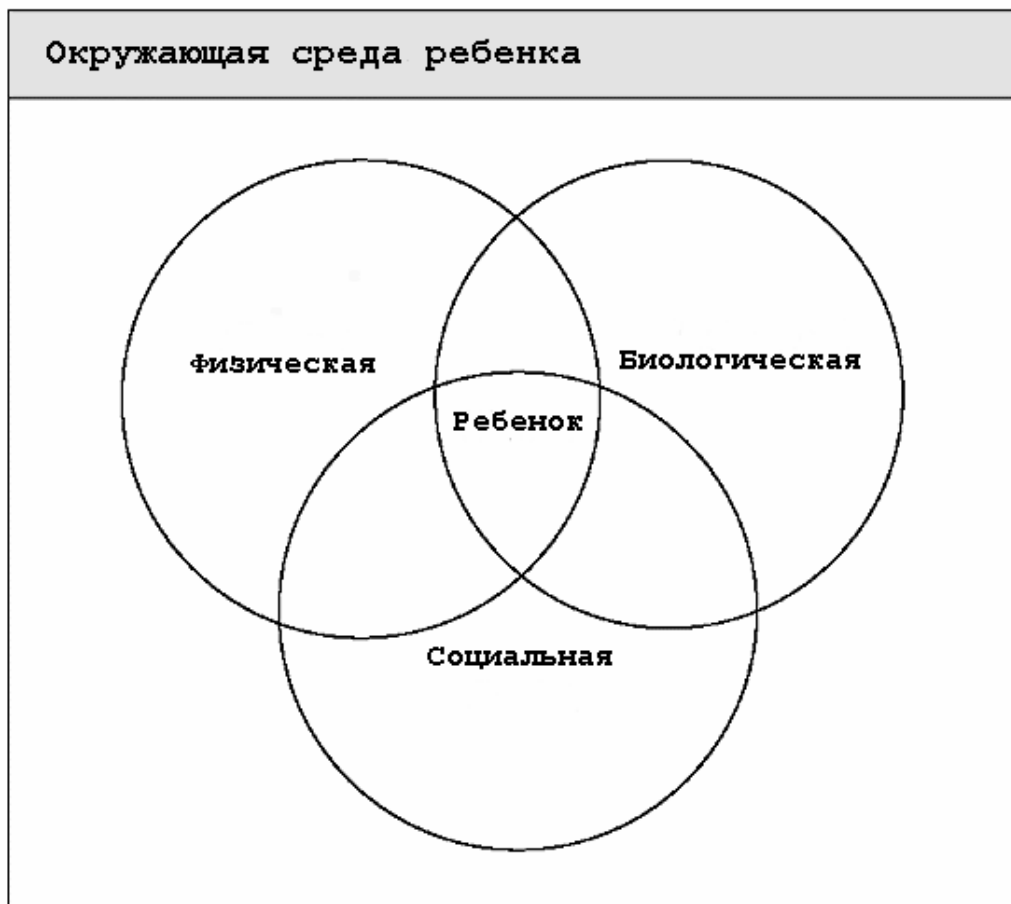 Окружающая среда ребенка
Физическая
Биологическая
Ребенок
Социальная